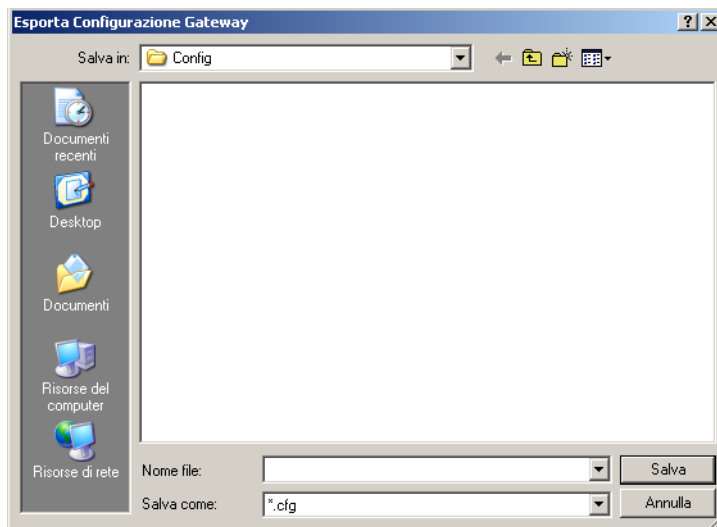 Esporta Configurazione Gateway
Salva in:
Config
Documenti
recenti
Desktop
Documenti
Risorse del
computer
Risorse di rete
Nome file:
Salva
Salva come:
*.cfg
Annulla